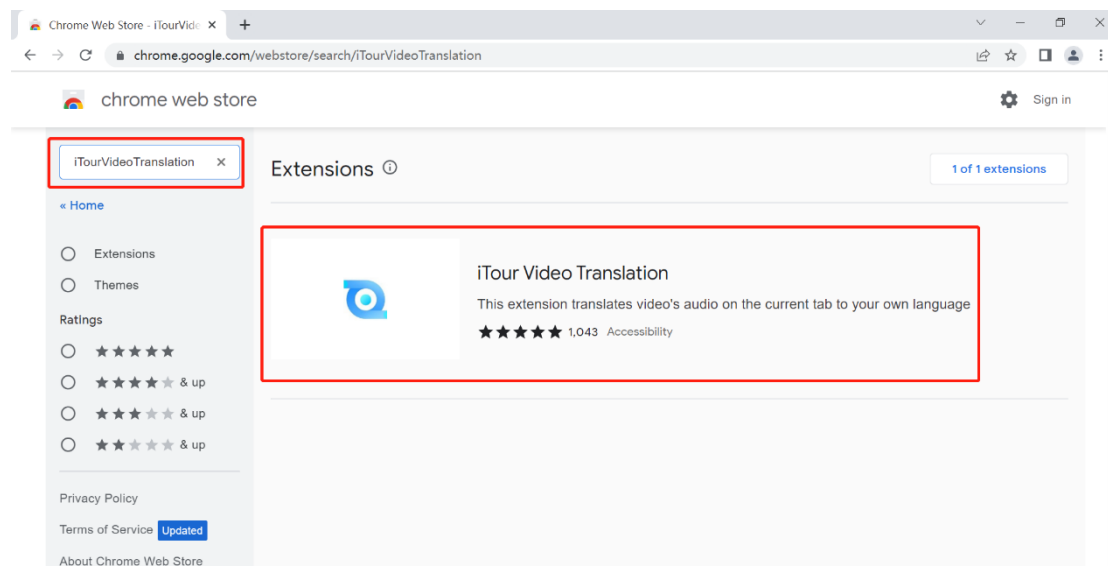 Chrome Web Store - iTourVide
chrome.google.com/webstore/search/iTourVideoTranslation
chrome web store
Sign in
iTourVideoTranslation
Extensions
1 of 1 extensions
« Home
Extensions
Themes
Ratings
& up
& up
& up
iTour Video Translation
This extension translates video's audio on the current tab to your own language
1,043 Accessibility
Privacy Policy
Terms of Service Updated
About Chrome Web Store